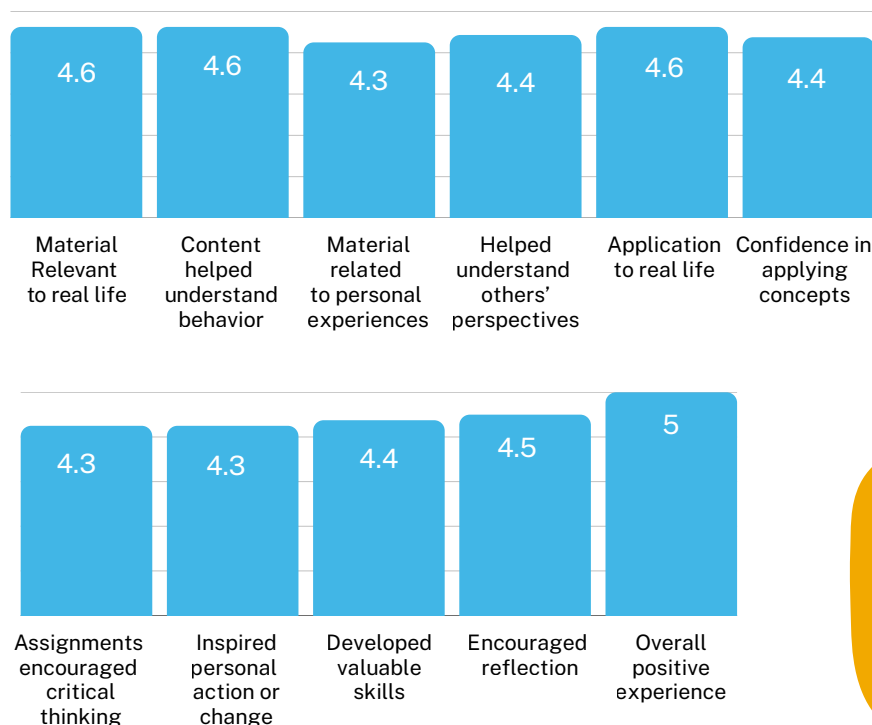 4.6
4.6
4.3
4.4
4.6
4.4
Material
Relevant
to real life
Content
helped
understand
behavior
Material
related
to personal
experiences
Helped
understand
others’
perspectives
Application
to real life
Confidence in
applying
concepts
4.3
4.3
4.4
4.5
5
Assignments
encouraged
critical
thinking
Inspired
personal
action or
change
Developed
valuable
skills
Encouraged
reflection
Overall
positive
experience